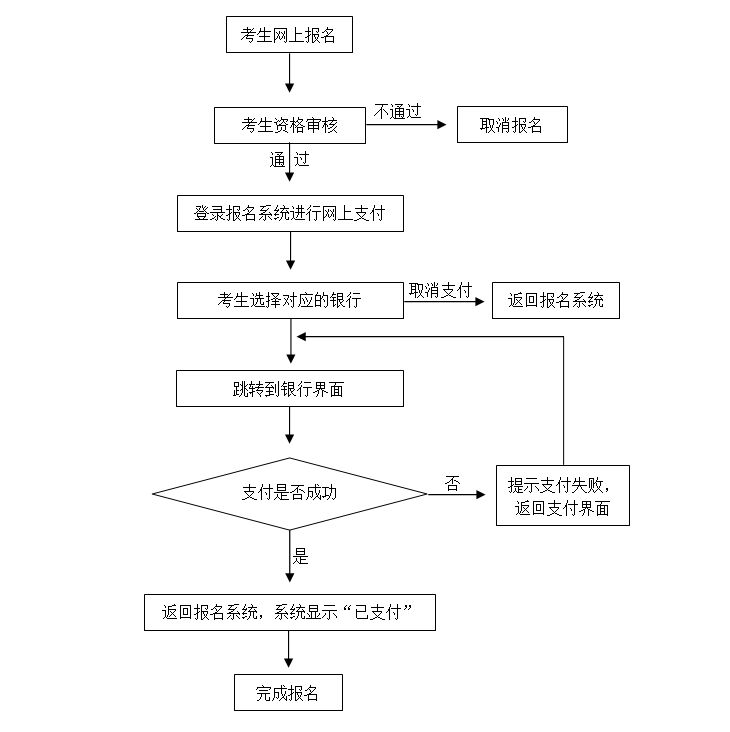 考生网上报名
考生资格审核
不通过
取消报名
通过
登录报名系统进行网上支付
考生选择对应的银行
取消支付
返回报名系统
跳转到银行界面
支付是否成功
否
提示支付失败，
返回支付界面
是
返回报名系统，系统显示“已支付”
完成报名